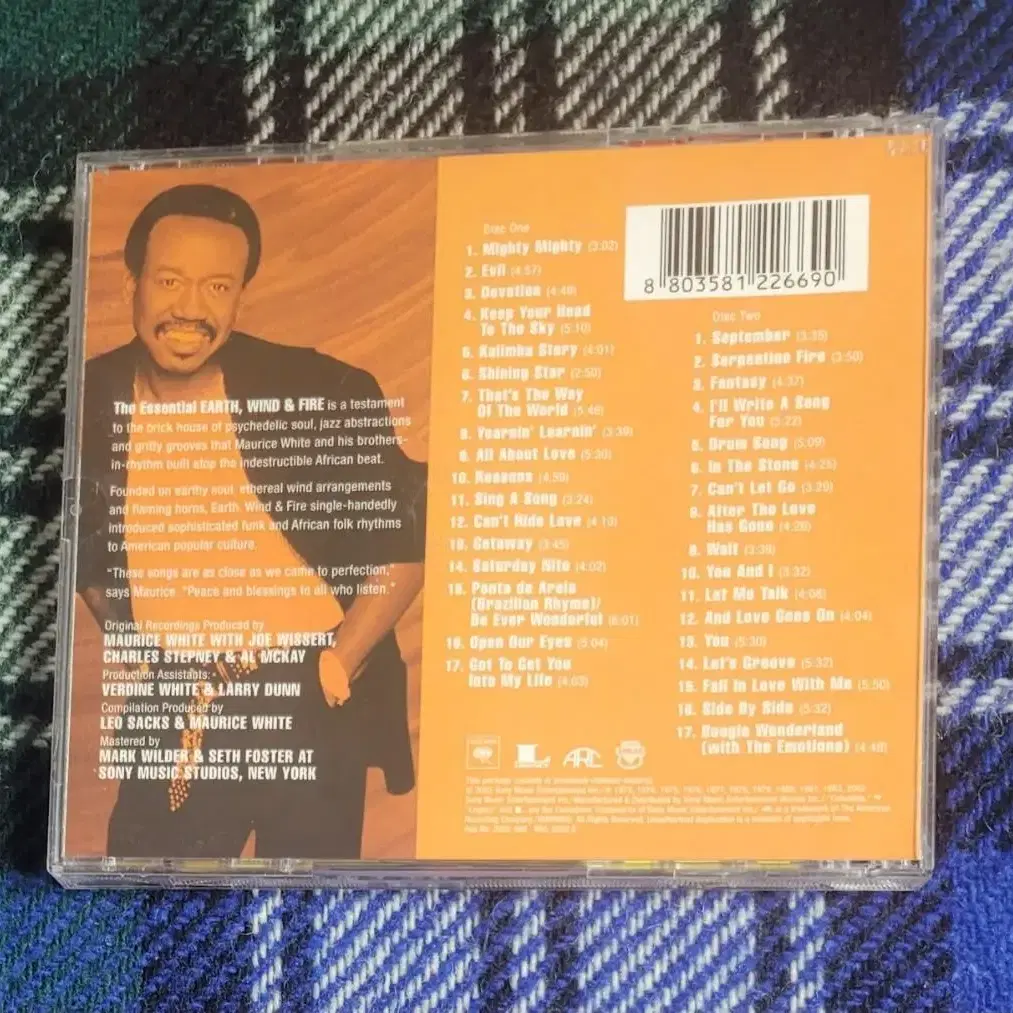 The Essential EARTH, WIND & FIRE is a testament
to the brick house of psychedelic soul, jazz abstractions
and gritty grooves that Maurice White and his brothers-
in-rhythm built atop the indestructible African beat.
Founded on earthy soul, ethereal wind arrangements
and flaming horns, Earth, Wind & Fire single-handedly
introduced sophisticated funk and African folk rhythms
to American popular culture.
"These songs are as close as we came to perfection,"
says Maurice. "Peace and blessings to all who listen."
Original Recordings Produced by
MAURICE WHITE WITH JOE WISSERT,
CHARLES STEPNEY & AL MCKAY
Production Assistants:
VERDINE WHITE & LARRY DUNN
Compilation Produced by
LEO SACKS & MAURICE WHITE
Mastered by
MARK WILDER & SETH FOSTER AT
SONY MUSIC STUDIOS, NEW YORK
Disc One
1. Mighty Mighty (3:02)
2. Evil (4:57)
3. Devotion (4:49)
4. Keep Your Head
To The Sky (5:10)
5. Kalimba Story (4:01)
6. Shining Star (2:50)
7. That's The Way
Of The World (5:46)
8. Yearnin' Learnin' (3:39)
9. All About Love (5:30)
10. Reasons (4:59)
11. Sing A Song (3:24)
12. Can't Hide Love (4:10)
13. Getaway (3:45)
14. Saturday Nite (4:02)
15. Ponta de Areia
(Brazilian Rhyme)/
Be Ever Wonderful (6:01)
16. Open Our Eyes (5:04)
17. Got To Get You
Into My Life (4:03)
8 803581 226690
Disc Two
1. September (3:35)
2. Serpentine Fire (3:50)
3. Fantasy (4:37)
4. I'll Write A Song
For You (5:22)
5. Drum Song (5:09)
6. In The Stone (4:25)
7. Can't Let Go (3:29)
8. After The Love
Has Gone (4:26)
9. Wait (3:39)
10. You And I (3:32)
11. Let Me Talk (4:06)
12. And Love Goes On (4:04)
13. You (5:30)
14. Let's Groove (5:32)
15. Fall In Love With Me (5:50)
16. Side By Side (5:32)
17. Boogie Wonderland
(with The Emotions) (4:48)
ARC